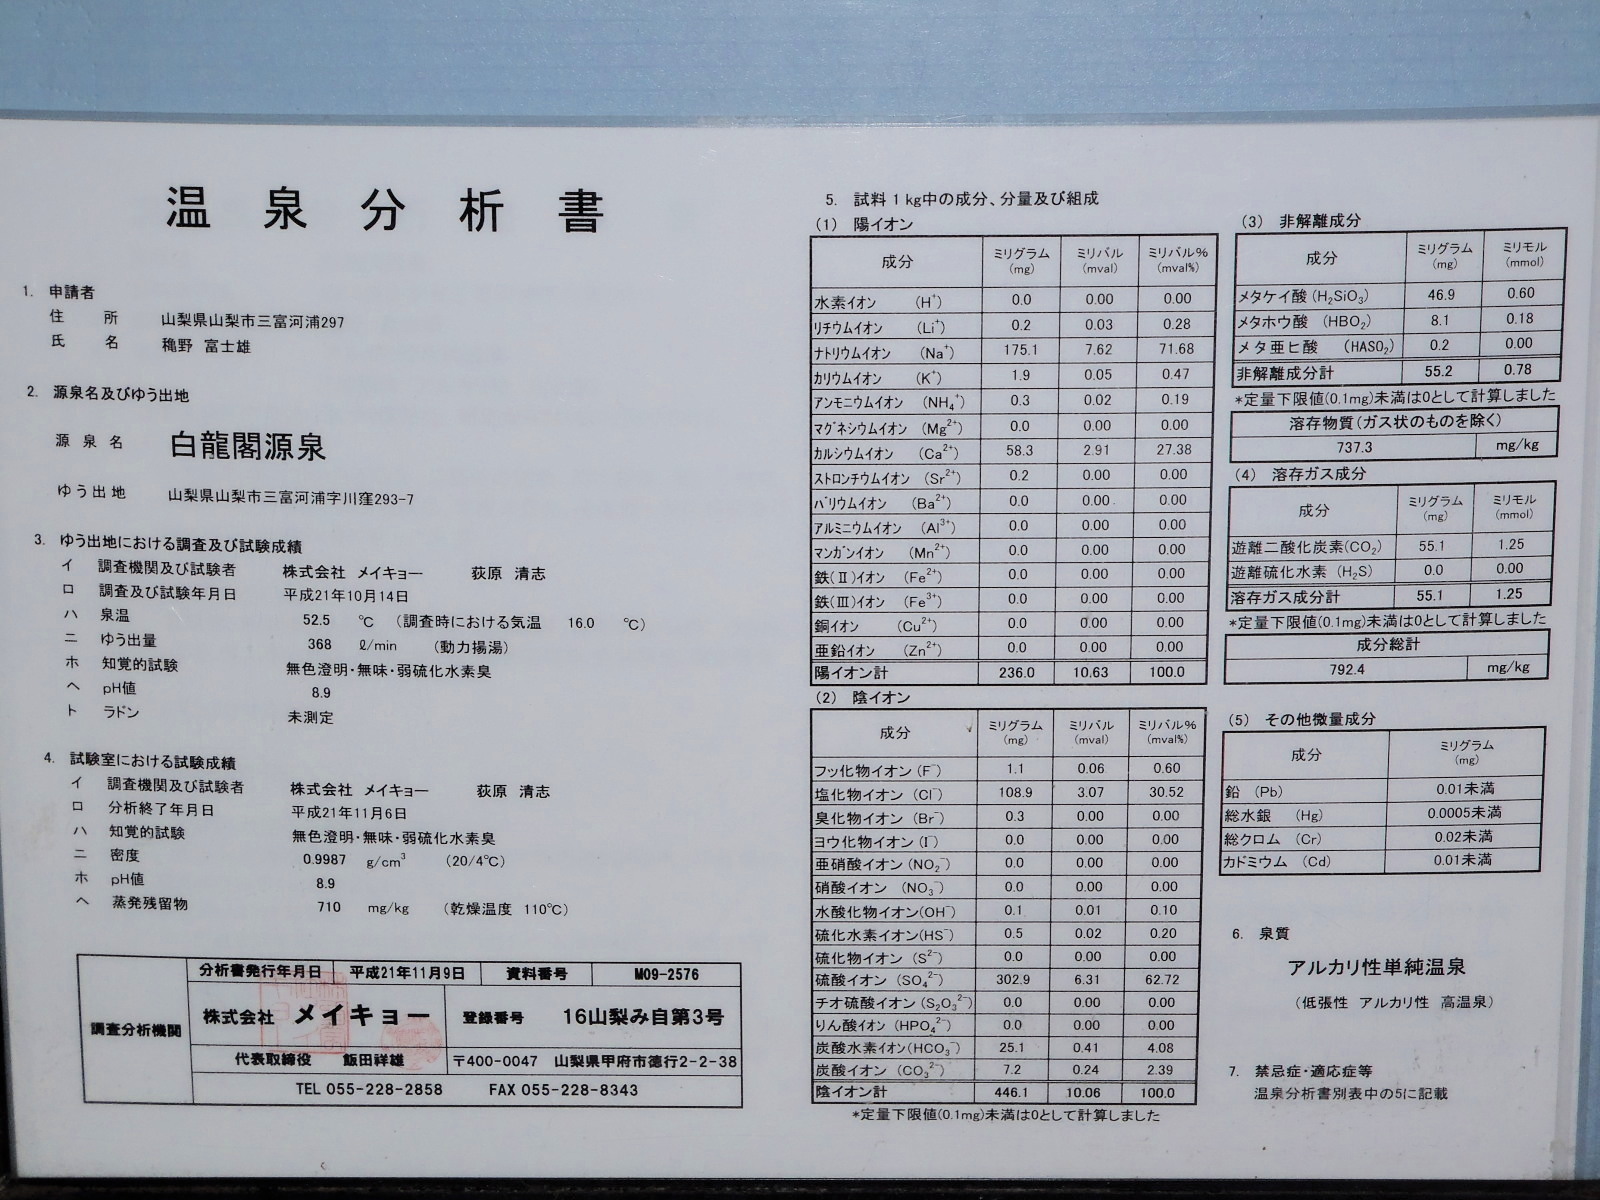 温泉分析書
1. 申請者
住所 山梨県山梨市三富河浦297
氏名 穐野 富士雄
2. 源泉名及びゆう出地
源泉名 白龍閣源泉
ゆう出地 山梨県山梨市三富河浦字川窪293-7
3. ゆう出地における調査及び試験成績
イ 調査機関及び試験者 株式会社 メイキョー 荻原 清志
ロ 調査及び試験年月日 平成21年10月14日
ハ 泉温 52.5 ℃ (調査時における気温 16.0 ℃)
ニ ゆう出量 368 ℓ/min (動力揚湯)
ホ 知覚的試験 無色澄明・無味・弱硫化水素臭
ヘ pH値 8.9
ト ラドン 未測定
4. 試験室における試験成績
イ 調査機関及び試験者 株式会社 メイキョー 荻原 清志
ロ 分析終了年月日 平成21年11月6日
ハ 知覚的試験 無色澄明・無味・弱硫化水素臭
ニ 密度 0.9987 g/cm³ (20/4℃)
ホ pH値 8.9
ヘ 蒸発残留物 710 mg/kg (乾燥温度 110℃)
調査分析機関
分析書発行年月日 平成21年11月9日 資料番号 M09-2576
株式会社 メイキョー 登録番号 16山梨み自第3号
代表取締役 飯田祥雄 〒400-0047 山梨県甲府市徳行2-2-38
TEL 055-228-2858 FAX 055-228-8343
5. 試料1kg中の成分、分量及び組成
(1) 陽イオン
成分 ミリグラム(mg) ミリバル(mval) ミリバル%(mval%)
水素イオン (H⁺) 0.0 0.00 0.00
リチウムイオン (Li⁺) 0.2 0.03 0.28
ナトリウムイオン (Na⁺) 175.1 7.62 71.68
カリウムイオン (K⁺) 1.9 0.05 0.47
アンモニウムイオン (NH₄⁺) 0.3 0.02 0.19
マグネシウムイオン (Mg²⁺) 0.0 0.00 0.00
カルシウムイオン (Ca²⁺) 58.3 2.91 27.38
ストロンチウムイオン (Sr²⁺) 0.2 0.00 0.00
バリウムイオン (Ba²⁺) 0.0 0.00 0.00
アルミニウムイオン (Al³⁺) 0.0 0.00 0.00
マンガンイオン (Mn²⁺) 0.0 0.00 0.00
鉄(Ⅱ)イオン (Fe²⁺) 0.0 0.00 0.00
鉄(Ⅲ)イオン (Fe³⁺) 0.0 0.00 0.00
銅イオン (Cu²⁺) 0.0 0.00 0.00
亜鉛イオン (Zn²⁺) 0.0 0.00 0.00
陽イオン計 236.0 10.63 100.0
(2) 陰イオン
成分 ミリグラム(mg) ミリバル(mval) ミリバル%(mval%)
フッ化物イオン (F⁻) 1.1 0.06 0.60
塩化物イオン (Cl⁻) 108.9 3.07 30.52
臭化物イオン (Br⁻) 0.3 0.00 0.00
ヨウ化物イオン (I⁻) 0.0 0.00 0.00
亜硝酸イオン (NO₂⁻) 0.0 0.00 0.00
硝酸イオン (NO₃⁻) 0.0 0.00 0.00
水酸化物イオン(OH⁻) 0.1 0.01 0.10
硫化水素イオン(HS⁻) 0.5 0.02 0.20
硫化物イオン (S²⁻) 0.0 0.00 0.00
硫酸イオン (SO₄²⁻) 302.9 6.31 62.72
チオ硫酸イオン (S₂O₃²⁻) 0.0 0.00 0.00
りん酸イオン (HPO₄²⁻) 0.0 0.00 0.00
炭酸水素イオン(HCO₃⁻) 25.1 0.41 4.08
炭酸イオン (CO₃²⁻) 7.2 0.24 2.39
陰イオン計 446.1 10.06 100.0
*定量下限値(0.1mg)未満は0として計算しました
(3) 非解離成分
成分 ミリグラム(mg) ミリモル(mmol)
メタケイ酸 (H₂SiO₃) 46.9 0.60
メタホウ酸 (HBO₂) 8.1 0.18
メタ亜ヒ酸 (HASO₂) 0.2 0.00
非解離成分計 55.2 0.78
*定量下限値(0.1mg)未満は0として計算しました
溶存物質(ガス状のものを除く)
737.3 mg/kg
(4) 溶存ガス成分
成分 ミリグラム(mg) ミリモル(mmol)
遊離二酸化炭素(CO₂) 55.1 1.25
遊離硫化水素 (H₂S) 0.0 0.00
溶存ガス成分計 55.1 1.25
*定量下限値(0.1mg)未満は0として計算しました
成分総計
792.4 mg/kg
(5) その他微量成分
成分 ミリグラム(mg)
鉛 (Pb) 0.01未満
総水銀 (Hg) 0.0005未満
総クロム (Cr) 0.02未満
カドミウム (Cd) 0.01未満
6. 泉質
アルカリ性単純温泉
(低張性 アルカリ性 高温泉)
7. 禁忌症・適応症等
温泉分析書別表中の5に記載